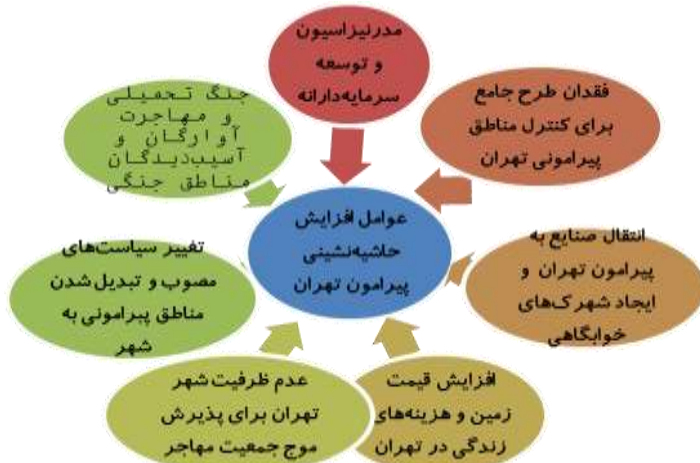 مدرنیزاسیون
و توسعه
سرمایه‌دارانه
فقدان طرح جامع
برای کنترل مناطق
پیرامونی تهران
انتقال صنایع به
پیرامون تهران و
ایجاد شهرک‌های
خوابگاهی
افزایش قیمت
زمین و هزینه‌های
زندگی در تهران
عدم ظرفیت شهر
تهران برای پذیرش
موج جمعیت مهاجر
تغییر سیاست‌های
مصوب و تبدیل شدن
مناطق پیرامونی به
شهر
جنگ تحمیلی
و مهاجرت
آوارگان و
آسیب‌دیدگان
مناطق جنگی
عوامل افزایش
حاشیه‌نشینی
پیرامون تهران